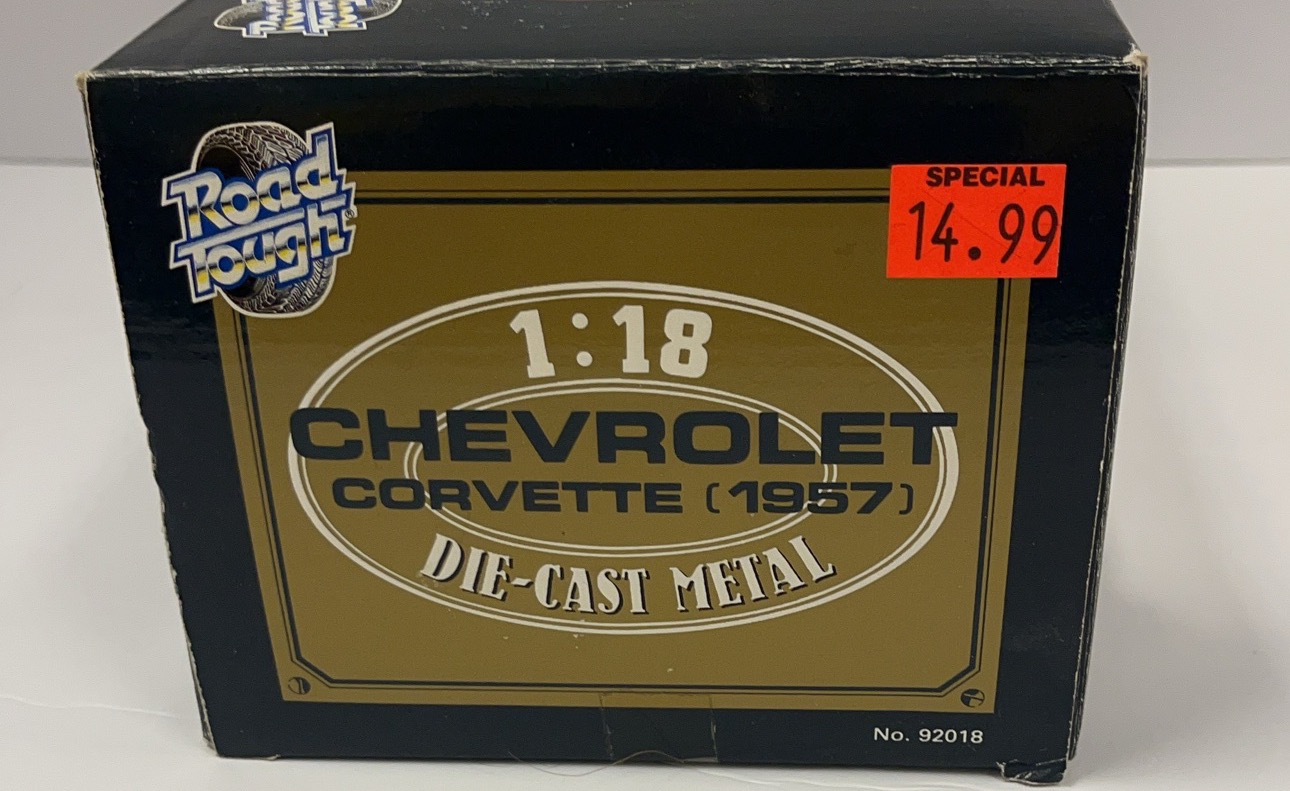 Road
Tough®
SPECIAL
14.99
1:18
CHEVROLET
CORVETTE (1957)
DIE-CAST METAL
No. 92018